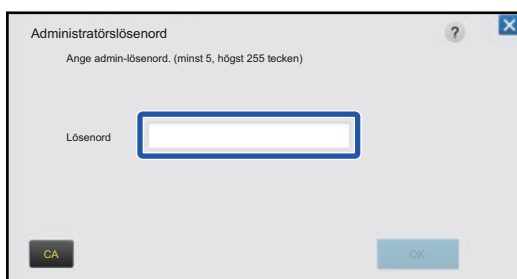 Administratörslösenord
?
Ange admin-lösenord. (minst 5, högst 255 tecken)
Lösenord
CA
OK